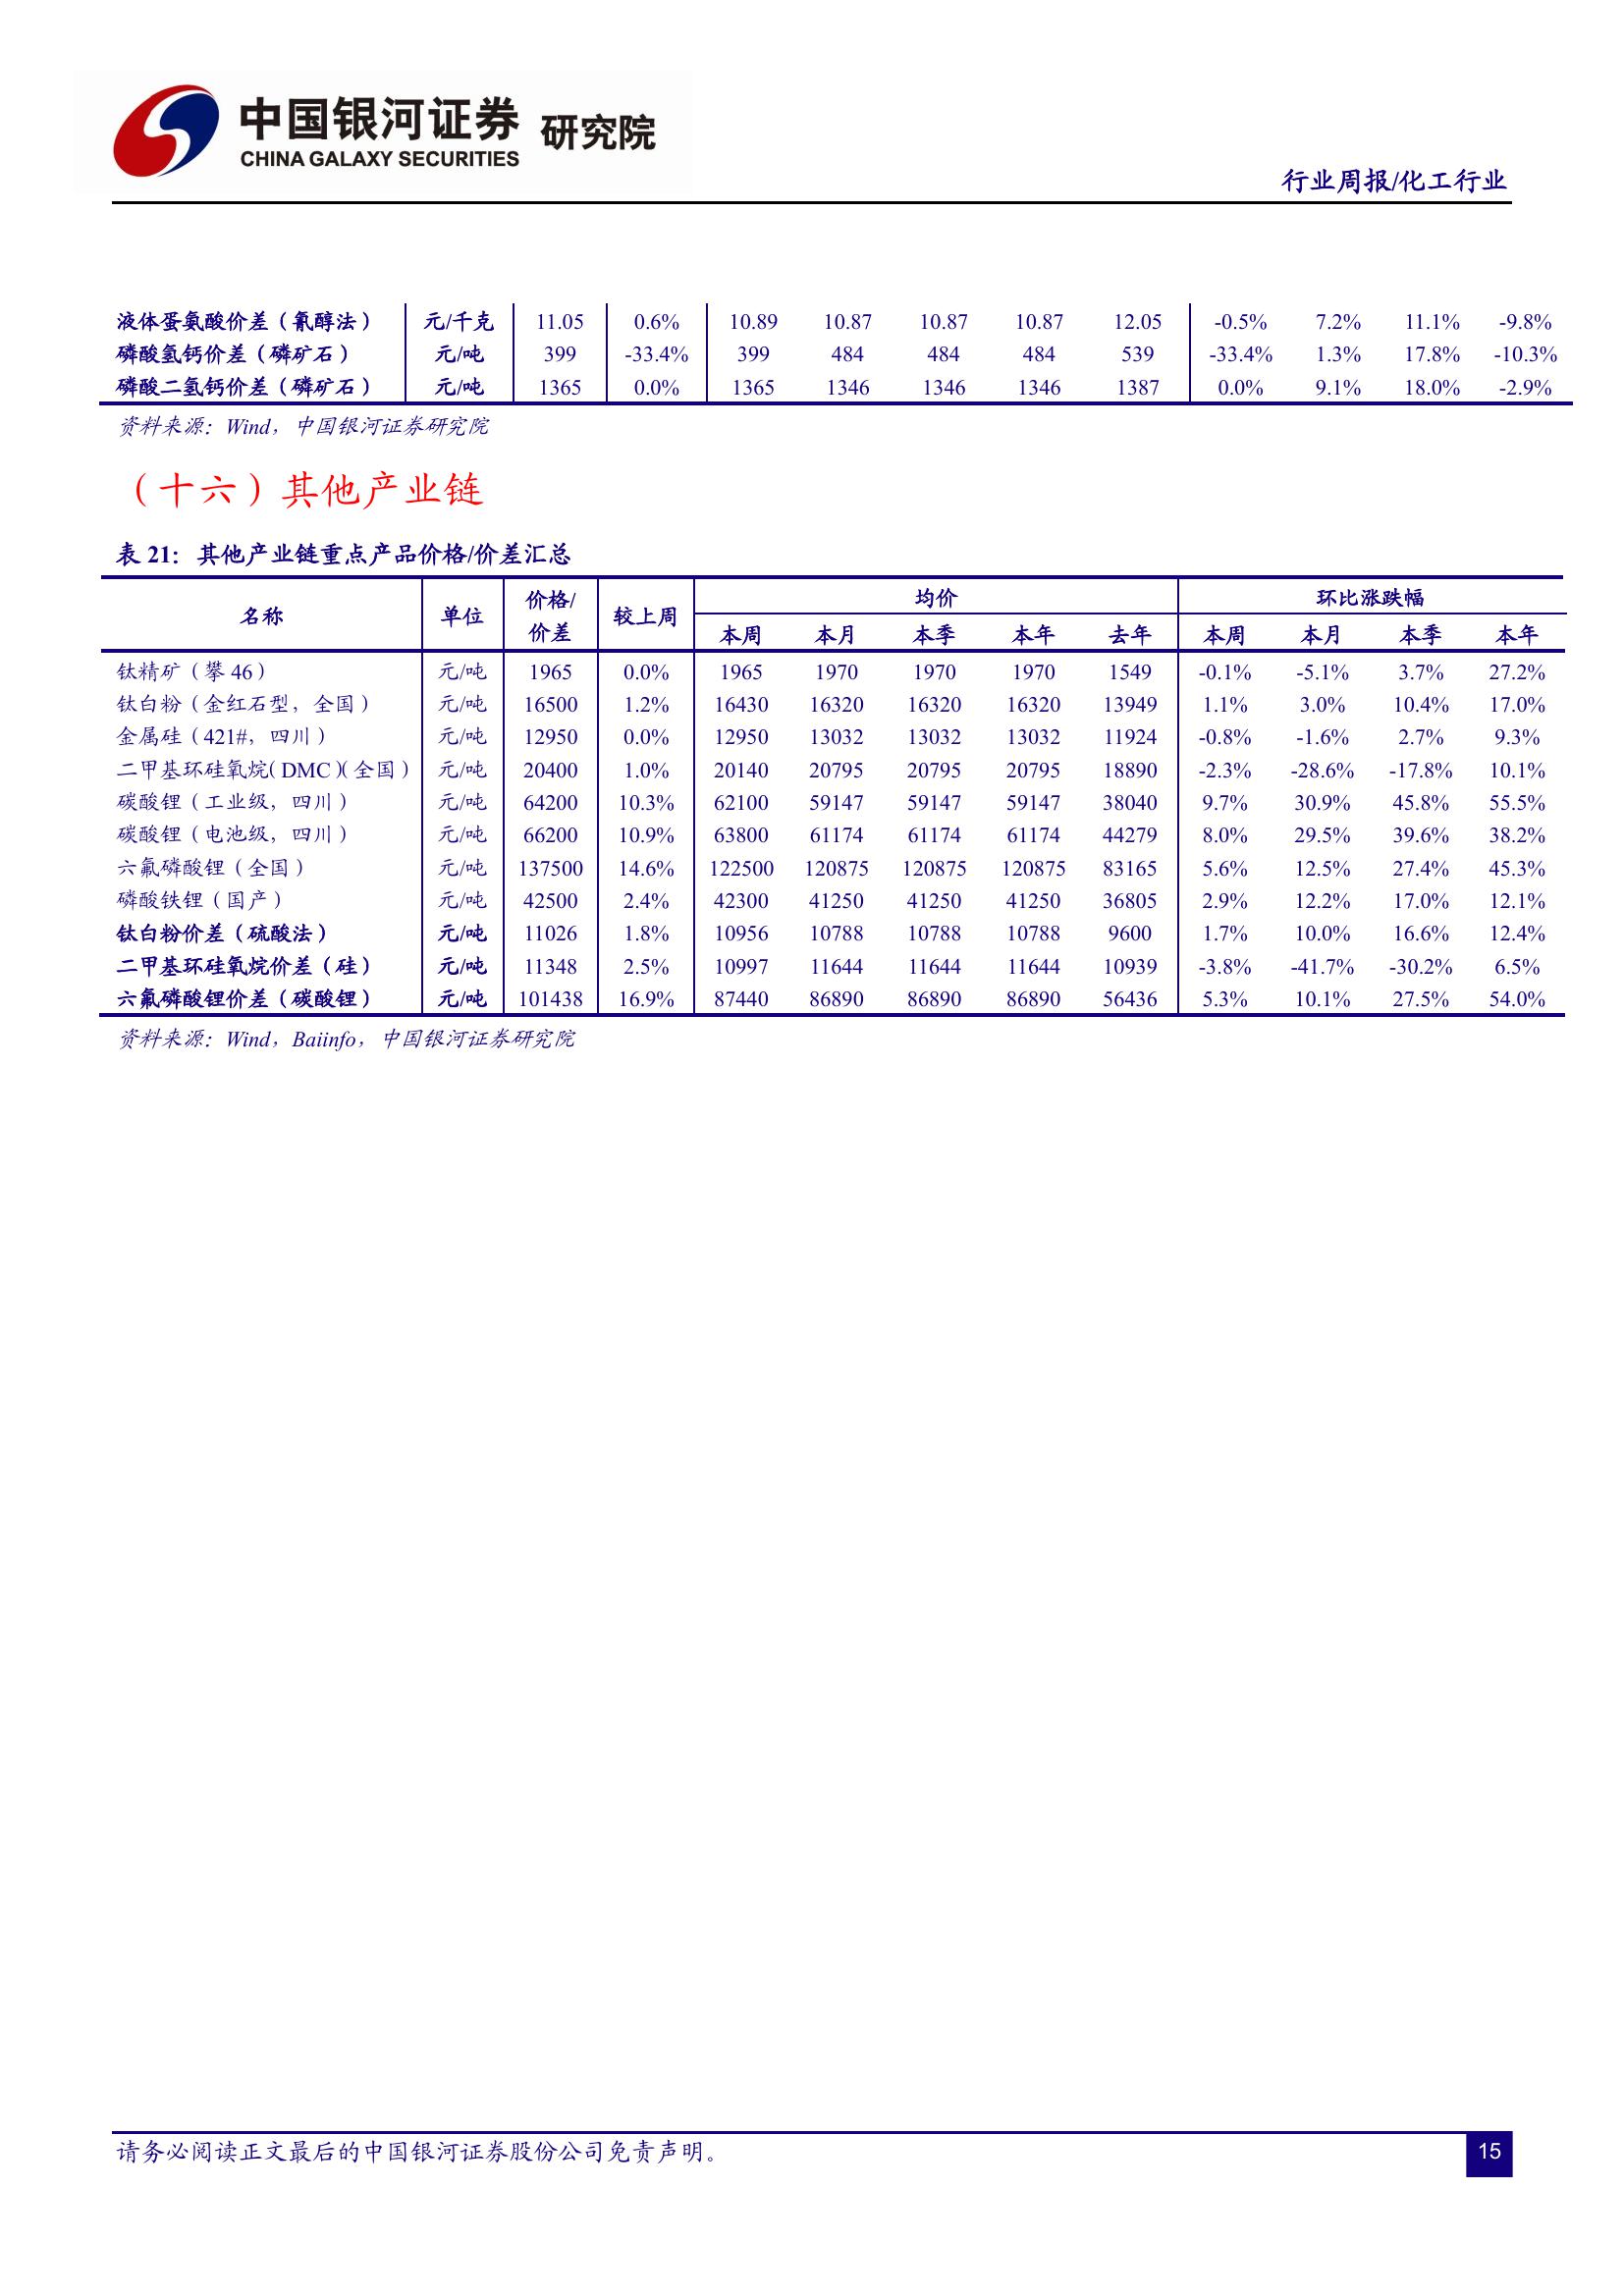 中国银河证券 研究院
CHINA GALAXY SECURITIES
行业周报/化工行业
液体蛋氨酸价差（氰醇法） 元/千克 11.05 0.6% 10.89 10.87 10.87 10.87 12.05 -0.5% 7.2% 11.1% -9.8%
磷酸氢钙价差（磷矿石） 元/吨 399 -33.4% 399 484 484 484 539 -33.4% 1.3% 17.8% -10.3%
磷酸二氢钙价差（磷矿石） 元/吨 1365 0.0% 1365 1346 1346 1346 1387 0.0% 9.1% 18.0% -2.9%
资料来源：Wind，中国银河证券研究院
（十六）其他产业链
表 21：其他产业链重点产品价格/价差汇总
名称 单位 价格/价差 较上周 均价 环比涨跌幅
本周 本月 本季 本年 去年 本周 本月 本季 本年
钛精矿（攀 46） 元/吨 1965 0.0% 1965 1970 1970 1970 1549 -0.1% -5.1% 3.7% 27.2%
钛白粉（金红石型，全国） 元/吨 16500 1.2% 16430 16320 16320 16320 13949 1.1% 3.0% 10.4% 17.0%
金属硅（421#，四川） 元/吨 12950 0.0% 12950 13032 13032 13032 11924 -0.8% -1.6% 2.7% 9.3%
二甲基环硅氧烷（DMC）（全国） 元/吨 20400 1.0% 20140 20795 20795 20795 18890 -2.3% -28.6% -17.8% 10.1%
碳酸锂（工业级，四川） 元/吨 64200 10.3% 62100 59147 59147 59147 38040 9.7% 30.9% 45.8% 55.5%
碳酸锂（电池级，四川） 元/吨 66200 10.9% 63800 61174 61174 61174 44279 8.0% 29.5% 39.6% 38.2%
六氟磷酸锂（全国） 元/吨 137500 14.6% 122500 120875 120875 120875 83165 5.6% 12.5% 27.4% 45.3%
磷酸铁锂（国产） 元/吨 42500 2.4% 42300 41250 41250 41250 36805 2.9% 12.2% 17.0% 12.1%
钛白粉价差（硫酸法） 元/吨 11026 1.8% 10956 10788 10788 10788 9600 1.7% 10.0% 16.6% 12.4%
二甲基环硅氧烷价差（硅） 元/吨 11348 2.5% 10997 11644 11644 11644 10939 -3.8% -41.7% -30.2% 6.5%
六氟磷酸锂价差（碳酸锂） 元/吨 101438 16.9% 87440 86890 86890 86890 56436 5.3% 10.1% 27.5% 54.0%
资料来源：Wind，Baiinfo，中国银河证券研究院
请务必阅读正文最后的中国银河证券股份公司免责声明。
15